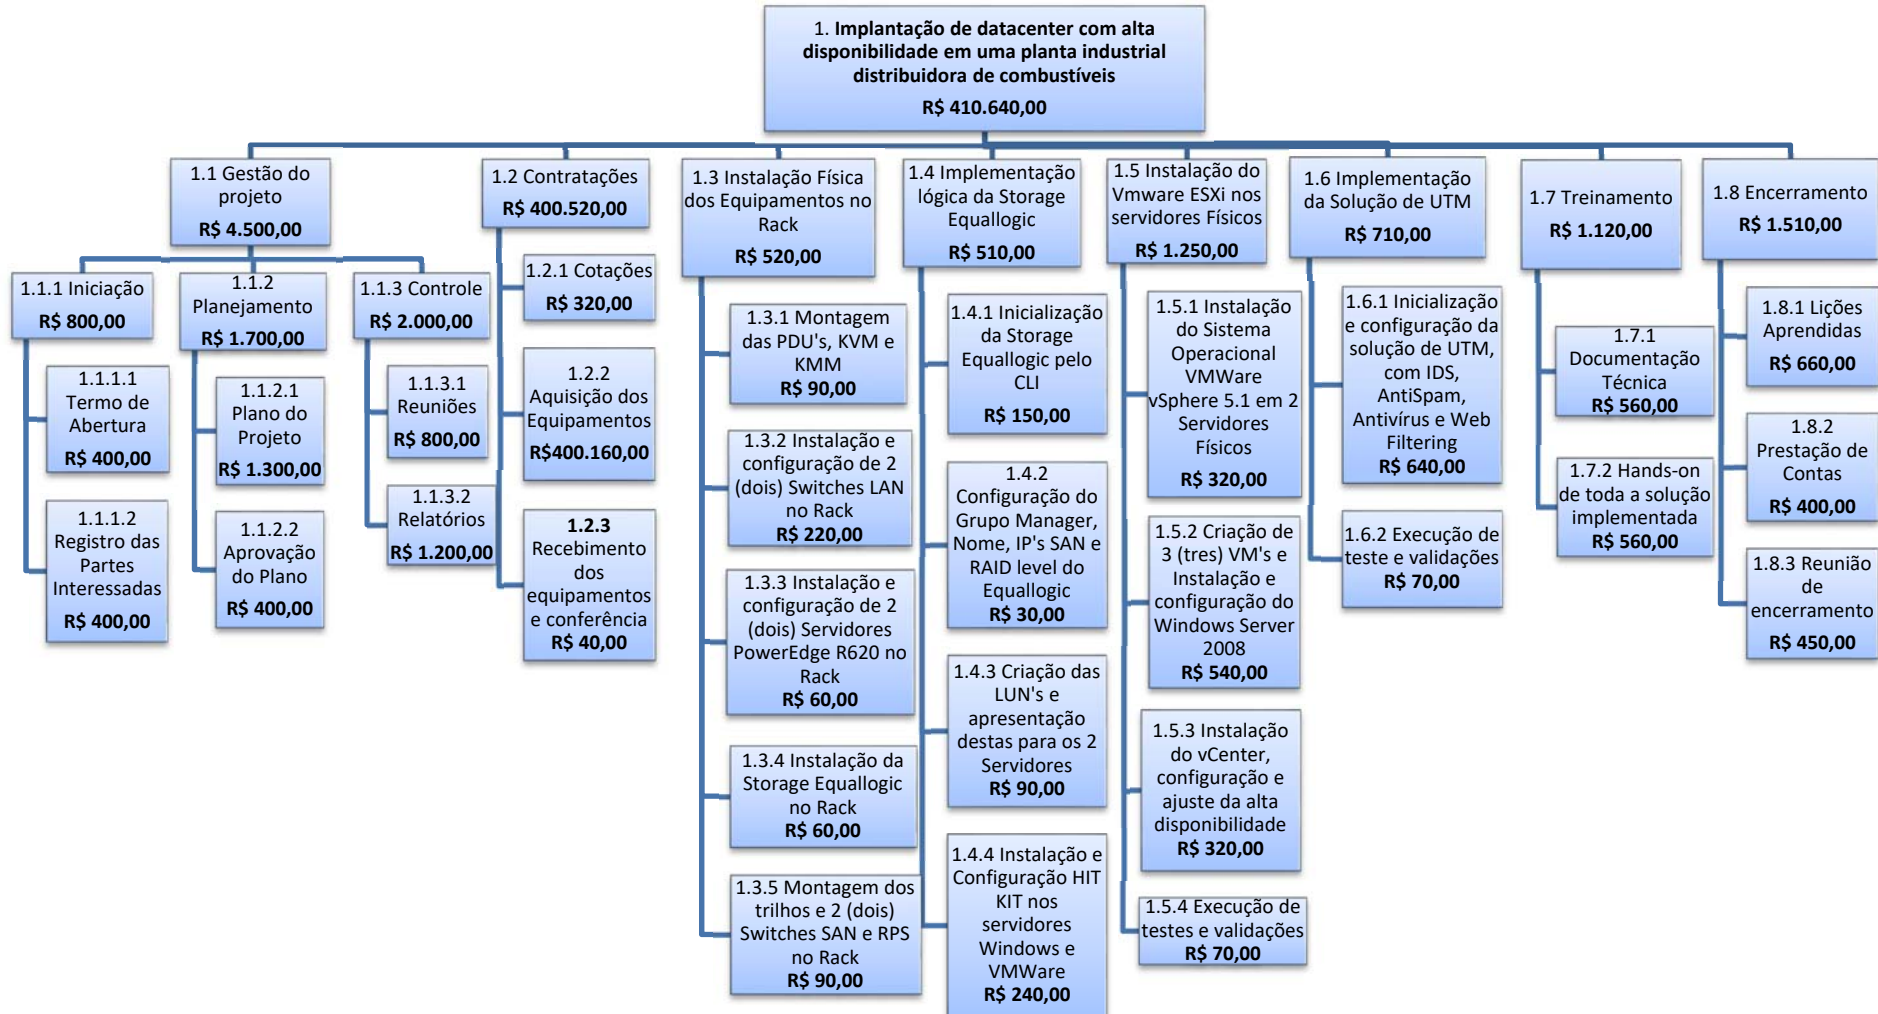 1. Implantação de datacenter com alta
disponibilidade em uma planta industrial
distribuidora de combustíveis
R$ 410.640,00
1.1 Gestão do
projeto
R$ 4.500,00
1.1.1 Iniciação
R$ 800,00
1.1.1.1
Termo de
Abertura
R$ 400,00
1.1.1.2
Registro das
Partes
Interessadas
R$ 400,00
1.1.2
Planejamento
R$ 1.700,00
1.1.2.1
Plano do
Projeto
R$ 1.300,00
1.1.2.2
Aprovação
do Plano
R$ 400,00
1.1.3 Controle
R$ 2.000,00
1.1.3.1
Reuniões
R$ 800,00
1.1.3.2
Relatórios
R$ 1.200,00
1.2 Contratações
R$ 400.520,00
1.2.1 Cotações
R$ 320,00
1.2.2
Aquisição dos
Equipamentos
R$400.160,00
1.2.3
Recebimento
dos
equipamentos
e conferência
R$ 40,00
1.3 Instalação Física
dos Equipamentos no
Rack
R$ 520,00
1.3.1 Montagem
das PDU's, KVM e
KMM
R$ 90,00
1.3.2 Instalação e
configuração de 2
(dois) Switches LAN
no Rack
R$ 220,00
1.3.3 Instalação e
configuração de 2
(dois) Servidores
PowerEdge R620 no
Rack
R$ 60,00
1.3.4 Instalação da
Storage Equallogic
no Rack
R$ 60,00
1.3.5 Montagem dos
trilhos e 2 (dois)
Switches SAN e RPS
no Rack
R$ 90,00
1.4 Implementação
lógica da Storage
Equallogic
R$ 510,00
1.4.1 Inicialização
da Storage
Equallogic pelo
CLI
R$ 150,00
1.4.2
Configuração do
Grupo Manager,
Nome, IP's SAN e
RAID level do
Equallogic
R$ 30,00
1.4.3 Criação das
LUN's e
apresentação
destas para os 2
Servidores
R$ 90,00
1.4.4 Instalação e
Configuração HIT
KIT nos
servidores
Windows e
VMWare
R$ 240,00
1.5 Instalação do
Vmware ESXi nos
servidores Físicos
R$ 1.250,00
1.5.1 Instalação
do Sistema
Operacional
VMWare
vSphere 5.1 em 2
Servidores
Físicos
R$ 320,00
1.5.2 Criação de
3 (tres) VM's e
Instalação e
configuração do
Windows Server
2008
R$ 540,00
1.5.3 Instalação
do vCenter,
configuração e
ajuste da alta
disponibilidade
R$ 320,00
1.5.4 Execução de
testes e validações
R$ 70,00
1.6 Implementação
da Solução de UTM
R$ 710,00
1.6.1 Inicialização
e configuração da
solução de UTM,
com IDS,
AntiSpam,
Antivírus e Web
Filtering
R$ 640,00
1.6.2 Execução de
teste e validações
R$ 70,00
1.7 Treinamento
R$ 1.120,00
1.7.1
Documentação
Técnica
R$ 560,00
1.7.2 Hands-on
de toda a solução
implementada
R$ 560,00
1.8 Encerramento
R$ 1.510,00
1.8.1 Lições
Aprendidas
R$ 660,00
1.8.2
Prestação de
Contas
R$ 400,00
1.8.3 Reunião
de
encerramento
R$ 450,00